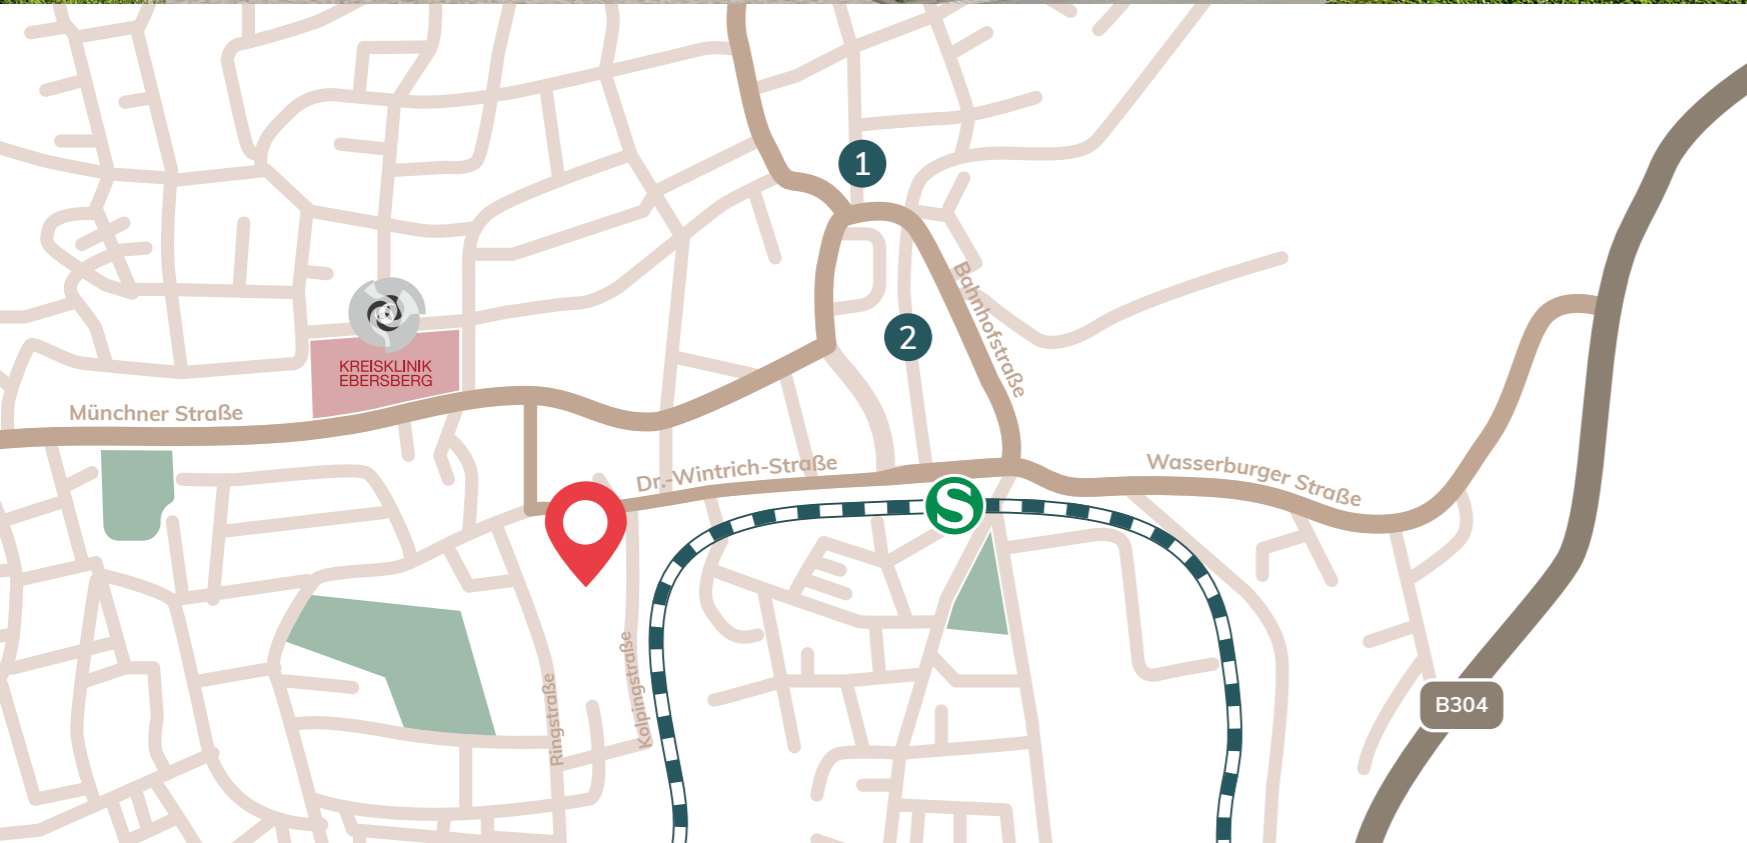 1
Bahnhofstraße
2
KREISKLINIK
EBERSBERG
Münchner Straße
Dr.-Wintrich-Straße
Wasserburger Straße
S
Kolpingstraße
Ringstraße
B304